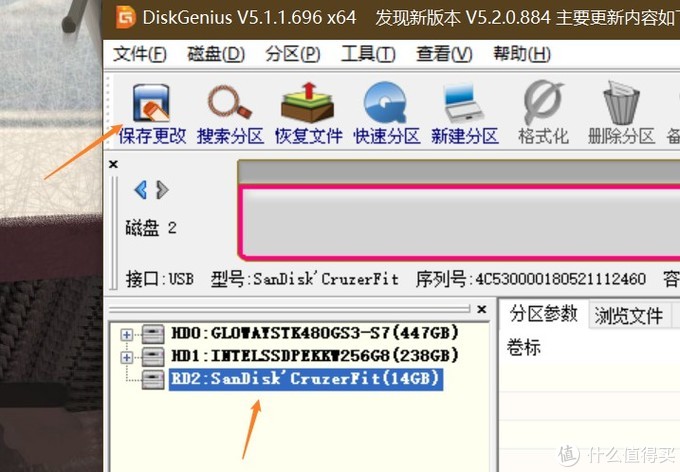 DiskGenius V5.1.1.696 x64 发现新版本 V5.2.0.884 主要更新内容如下
文件(F) 磁盘(D) 分区(P) 工具(T) 查看(V) 帮助(H)
保存更改 搜索分区 恢复文件 快速分区 新建分区 格式化 删除分区 备
磁盘 2
接口:USB 型号:SanDisk'CruzerFit 序列号:4C530000180521112460 容
分区参数 浏览文件
HD0:GLOWAYSTK480GS3-S7(447GB)
HD1:INTELSSDPEKKW256G8(238GB)
RD2:SanDisk'CruzerFit(14GB)
卷标
值 什么值得买